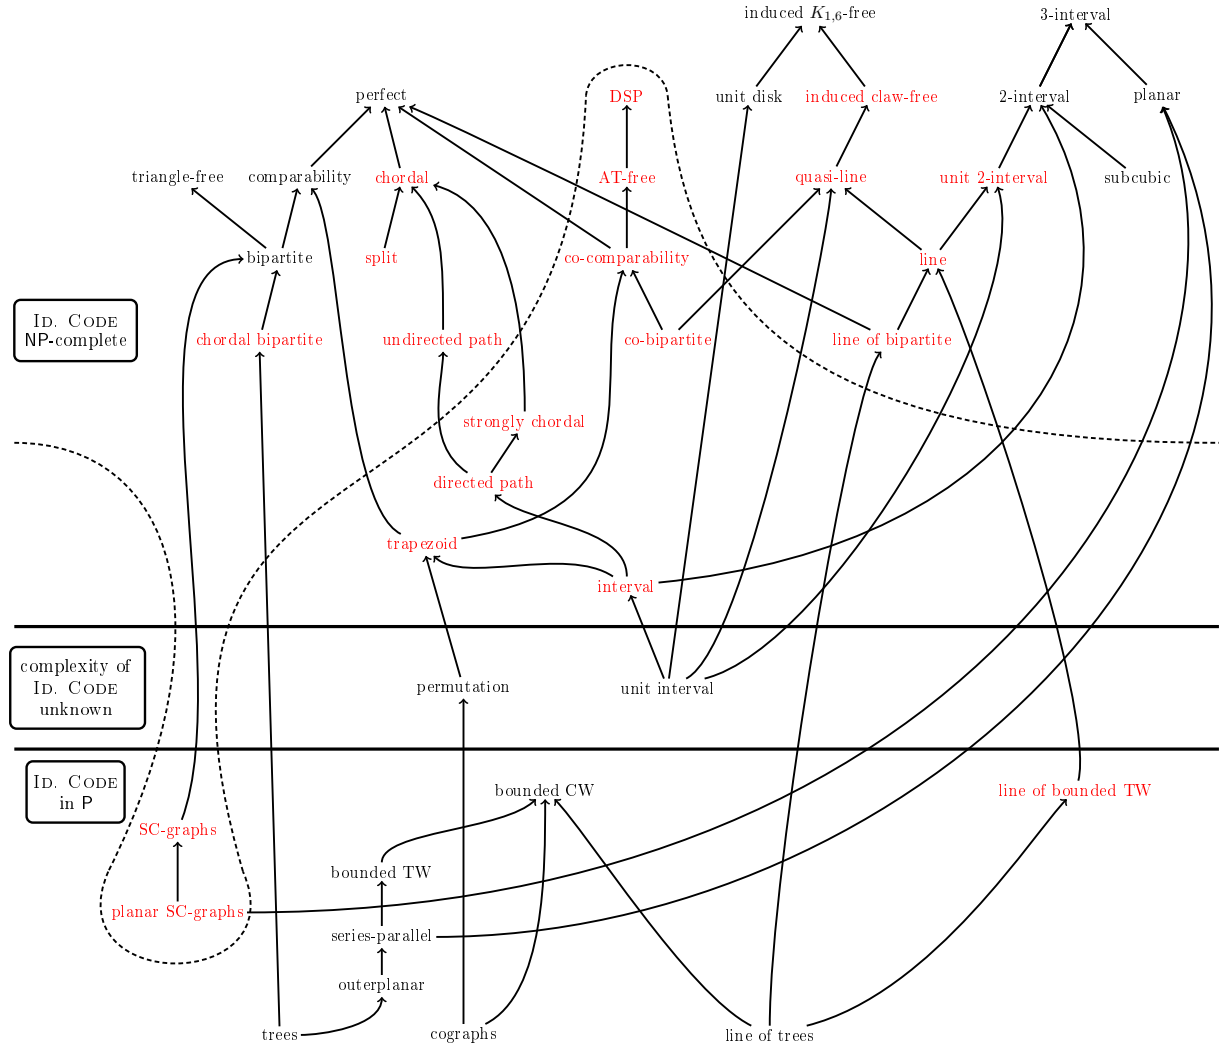 induced K1,6-free
3-interval
perfect
DSP
unit disk
induced claw-free
2-interval
planar
triangle-free
comparability
chordal
AT-free
quasi-line
unit 2-interval
subcubic
bipartite
split
co-comparability
line
ID. CODE
NP-complete
chordal bipartite
undirected path
co-bipartite
line of bipartite
strongly chordal
directed path
trapezoid
interval
complexity of
ID. CODE
unknown
permutation
unit interval
ID. CODE
in P
bounded CW
line of bounded TW
SC-graphs
bounded TW
planar SC-graphs
series-parallel
outerplanar
trees
cographs
line of trees